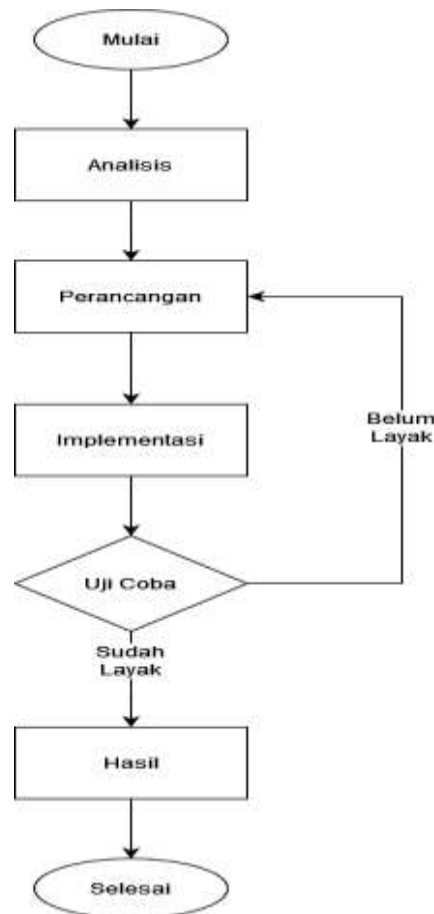 Mulai
Analisis
Perancangan
Implementasi
Belum
Layak
Uji Coba
Sudah
Layak
Hasil
Selesai